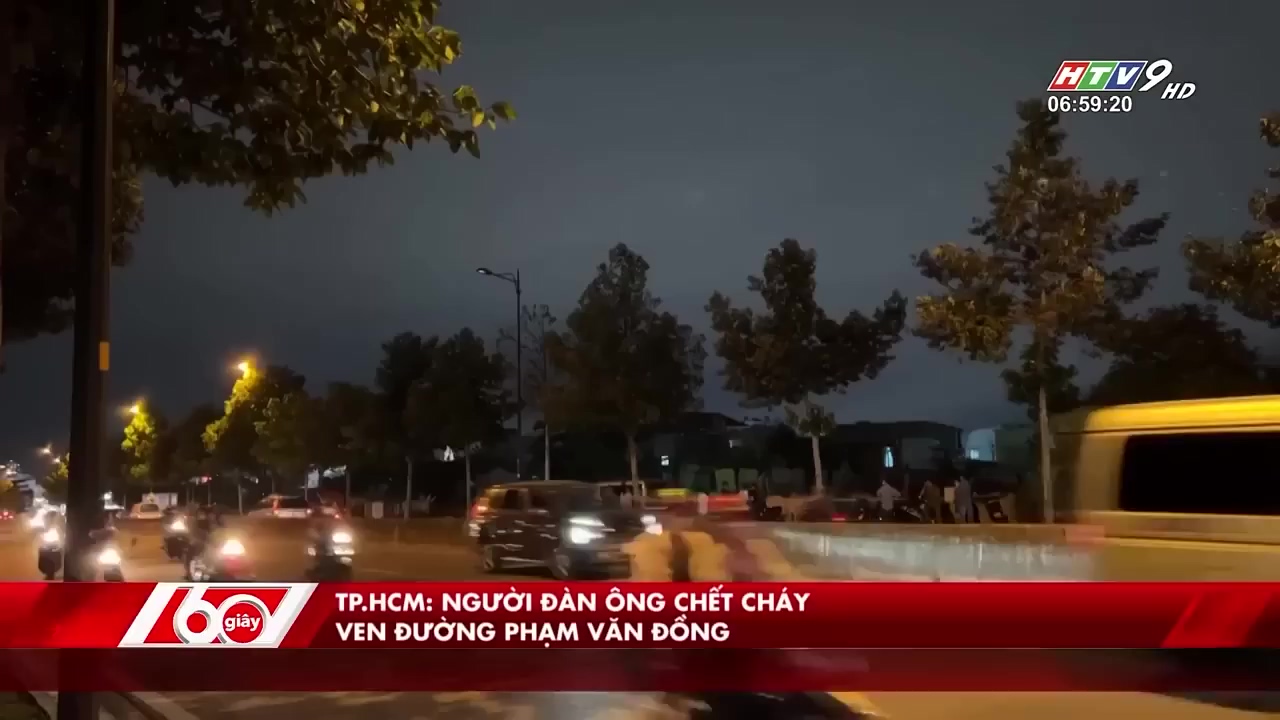 HTV9 HD
06:59:20
60 giây
TP.HCM: NGƯỜI ĐÀN ÔNG CHẾT CHÁY
VEN ĐƯỜNG PHẠM VĂN ĐỒNG